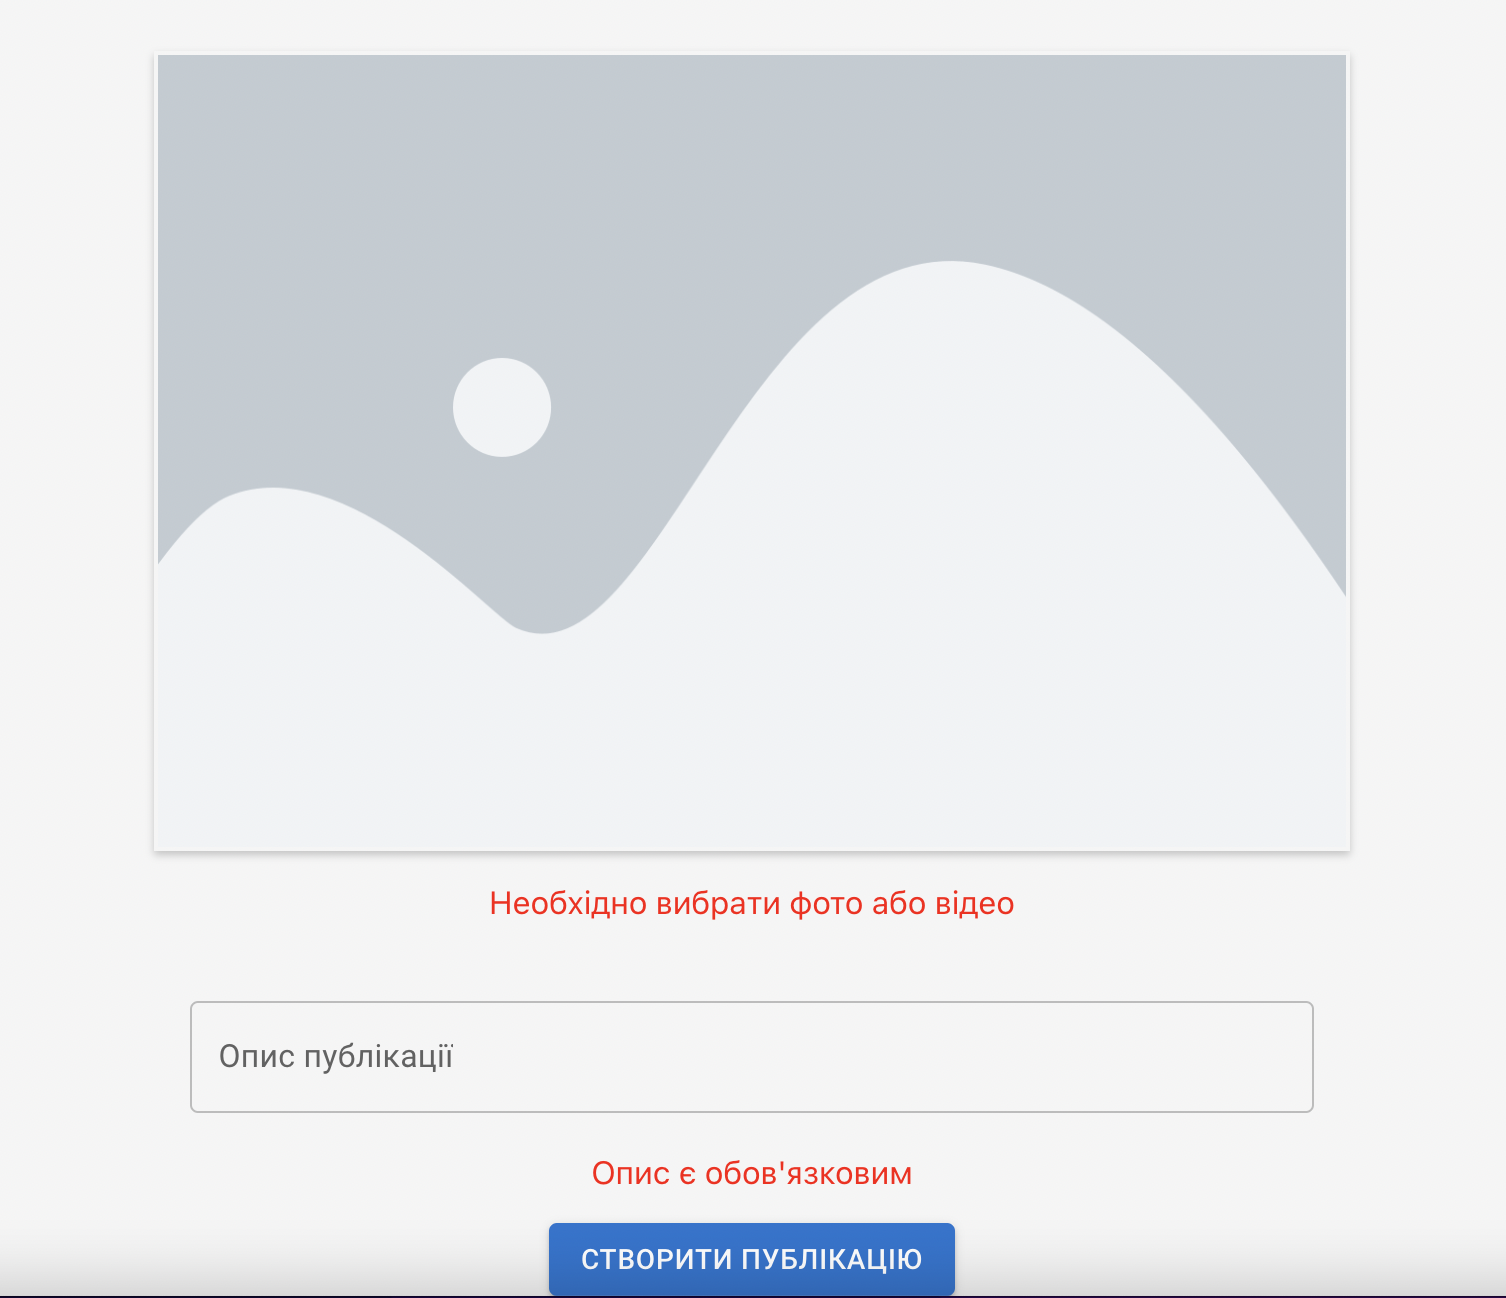 Необхідно вибрати фото або відео
Опис публікації
Опис є обов'язковим
СТВОРИТИ ПУБЛІКАЦІЮ